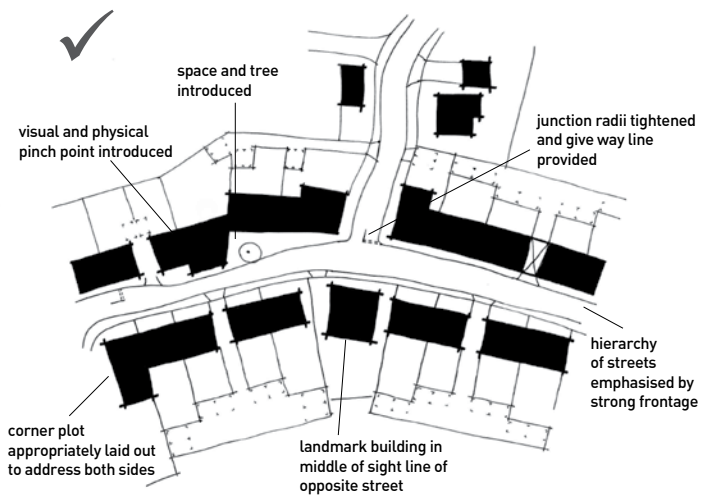 space and tree
introduced
visual and physical
pinch point introduced
junction radii tightened
and give way line
provided
hierarchy
of streets
emphasised by
strong frontage
corner plot
appropriately laid out
to address both sides
landmark building in
middle of sight line of
opposite street